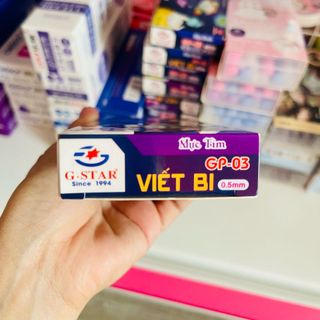 Mực Tím
GP-03
G-STAR
Since 1994
VIẾT BI
0.5mm